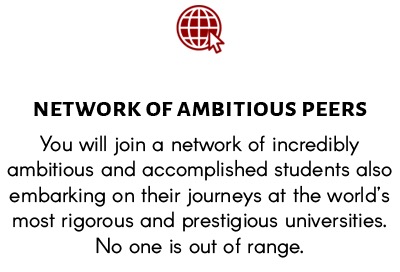 NETWORK OF AMBITIOUS PEERS
You will join a network of incredibly
ambitious and accomplished students also
embarking on their journeys at the world's
most rigorous and prestigious universities.
No one is out of range.